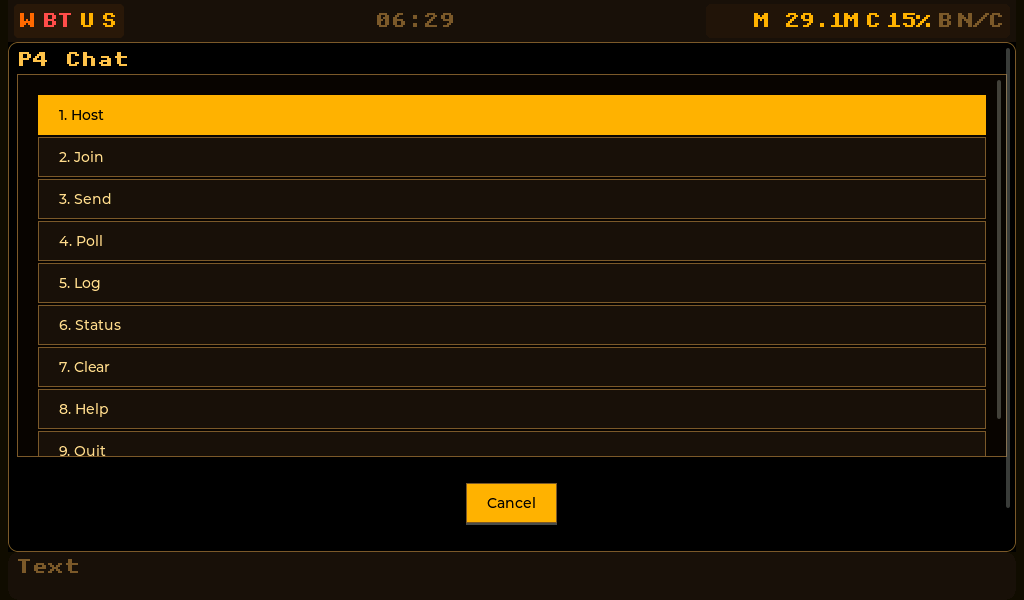 W BT U S 06:29 M 29.1M C 15% B N/C
P4 Chat
1. Host
2. Join
3. Send
4. Poll
5. Log
6. Status
7. Clear
8. Help
9. Quit
Cancel
Text